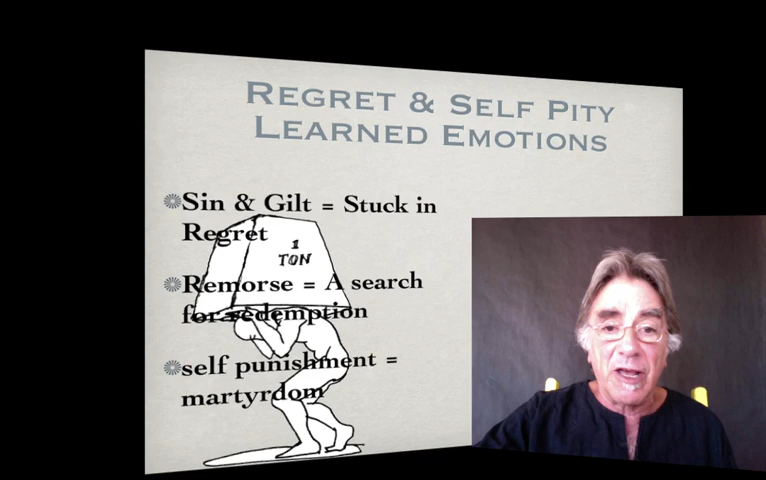 REGRET & SELF PITY
LEARNED EMOTIONS
Sin & Gilt = Stuck in
Regret
1
TON
Remorse = A search
for redemption
self punishment =
martyrdom